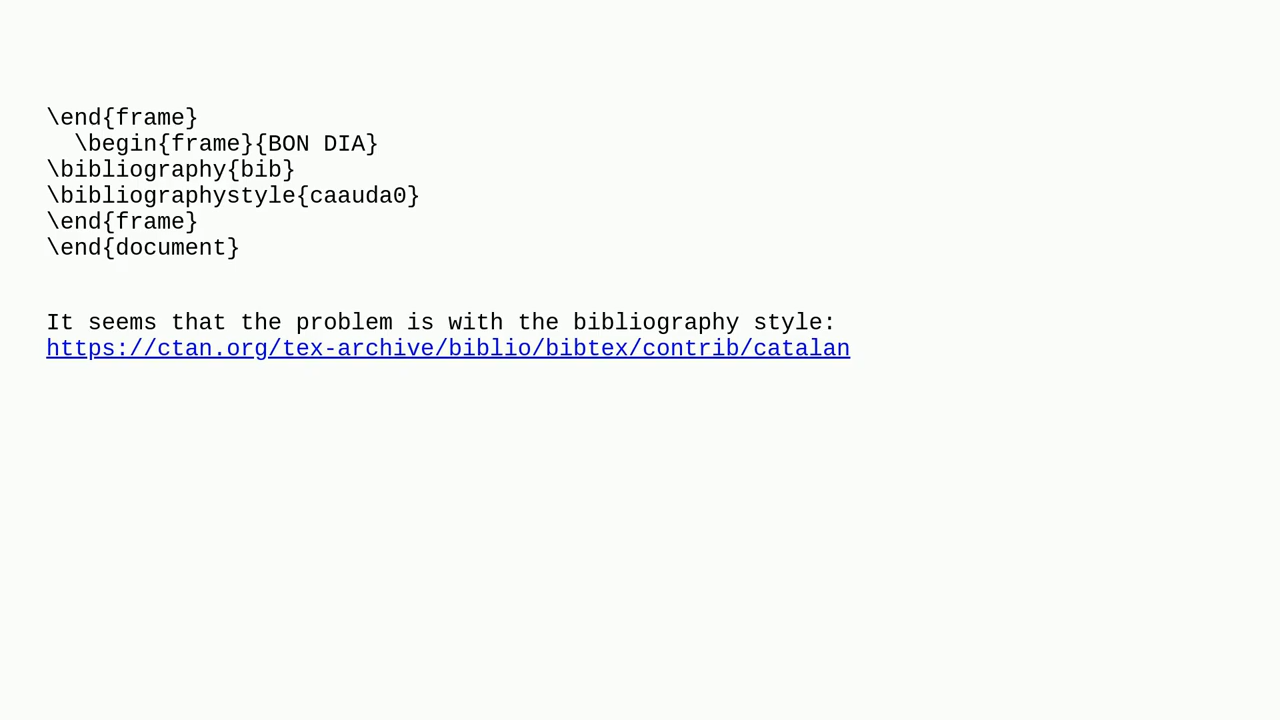 \end{frame}
  \begin{frame}{BON DIA}
\bibliography{bib}
\bibliographystyle{caauda0}
\end{frame}
\end{document}
It seems that the problem is with the bibliography style:
https://ctan.org/tex-archive/biblio/bibtex/contrib/catalan